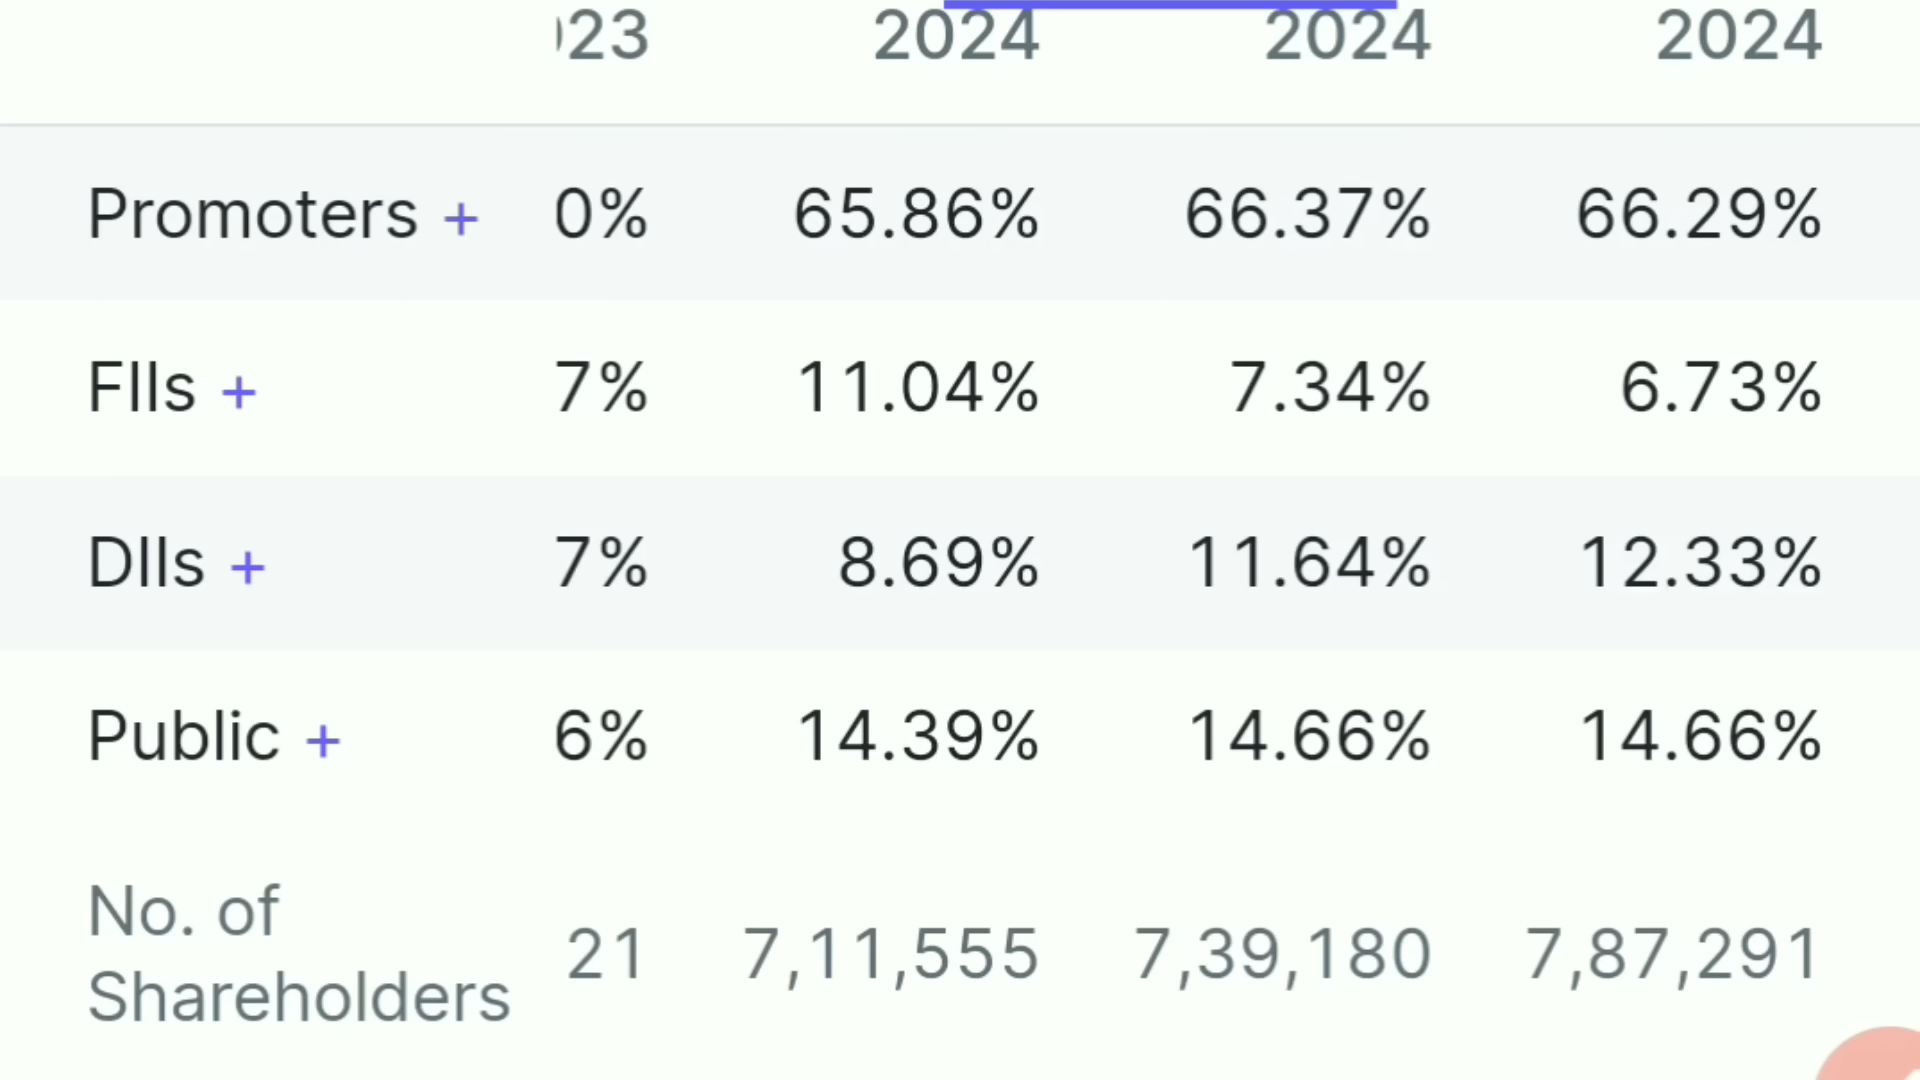 023 2024 2024 2024
Promoters + 0% 65.86% 66.37% 66.29%
FIIs + 7% 11.04% 7.34% 6.73%
DIIs + 7% 8.69% 11.64% 12.33%
Public + 6% 14.39% 14.66% 14.66%
No. of
Shareholders 21 7,11,555 7,39,180 7,87,291